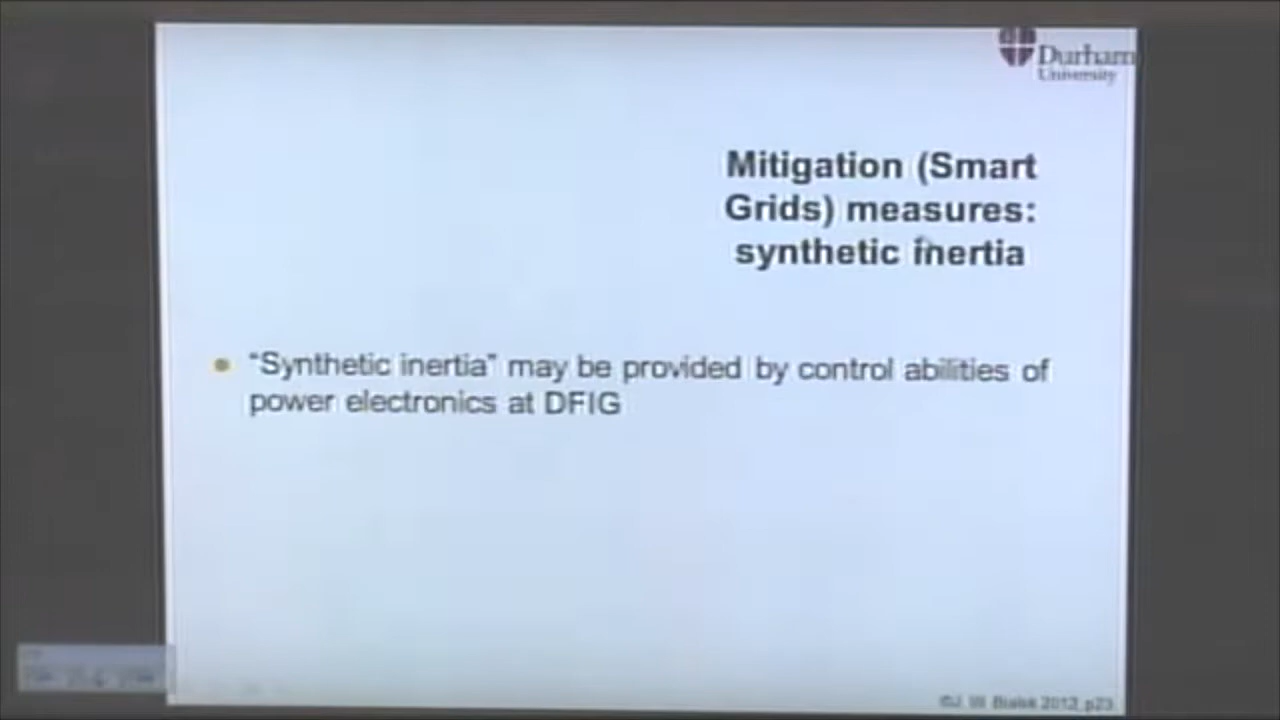 Durham
University
Mitigation (Smart
Grids) measures:
synthetic inertia
“Synthetic inertia” may be provided by control abilities of
power electronics at DFIG
©J. W. Bialek 2012 p23